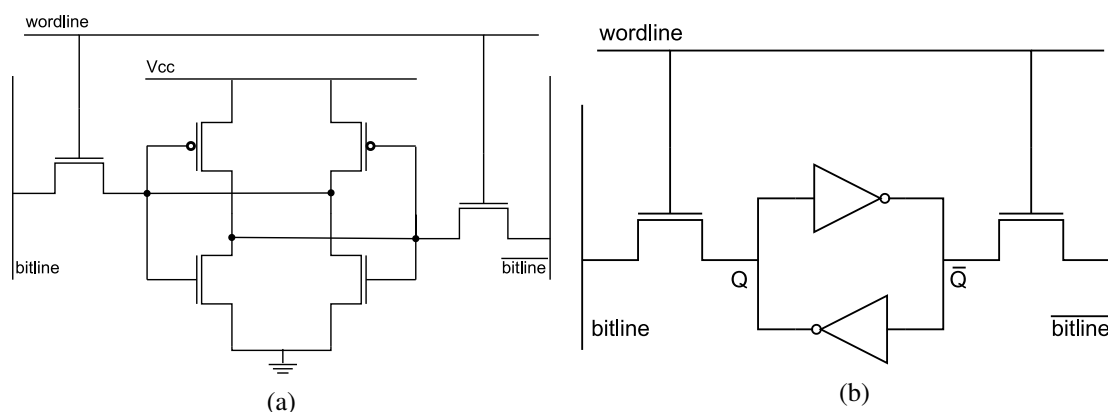 wordline
Vcc
bitline
bitline
(a)
wordline
Q
Q̅
bitline
bitline
(b)